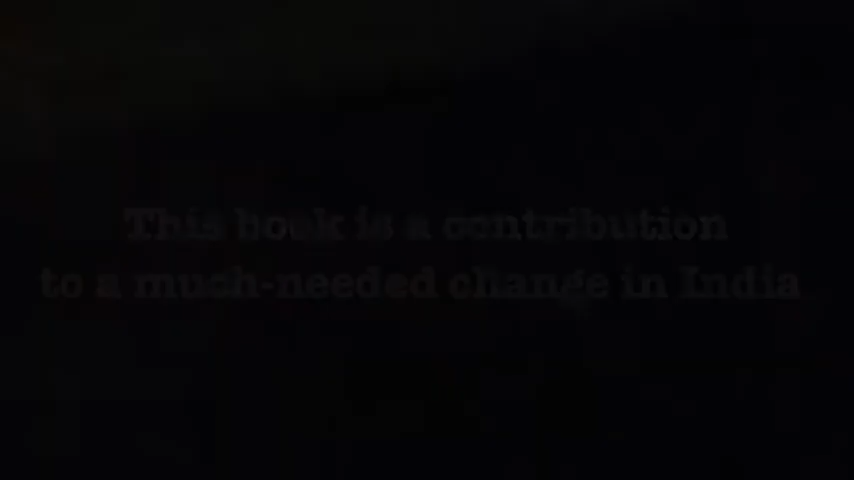 This book is a contribution
to a much-needed change in India